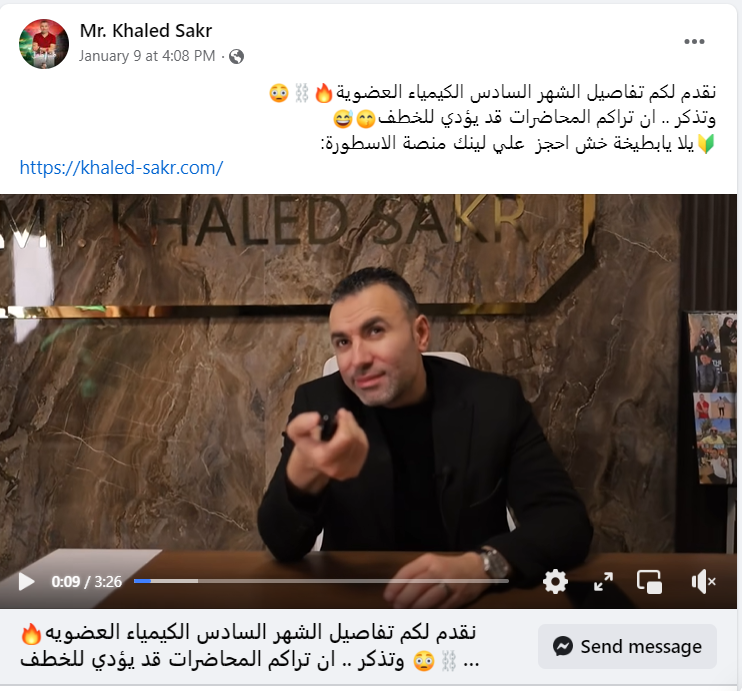 Mr. Khaled Sakr
January 9 at 4:08 PM ·
نقدم لكم تفاصيل الشهر السادس الكيمياء العضوية🔥⛓️😳
وتذكر .. ان تراكم المحاضرات قد يؤدي للخطف😋😅
🔰يلا يابطيخة خش احجز علي لينك منصة الاسطورة:
https://khaled-sakr.com/
MR. KHALED SAKR
0:09 / 3:26
نقدم لكم تفاصيل الشهر السادس الكيمياء العضويه🔥
⛓️😳 وتذكر .. ان تراكم المحاضرات قد يؤدي للخطف ...
Send message